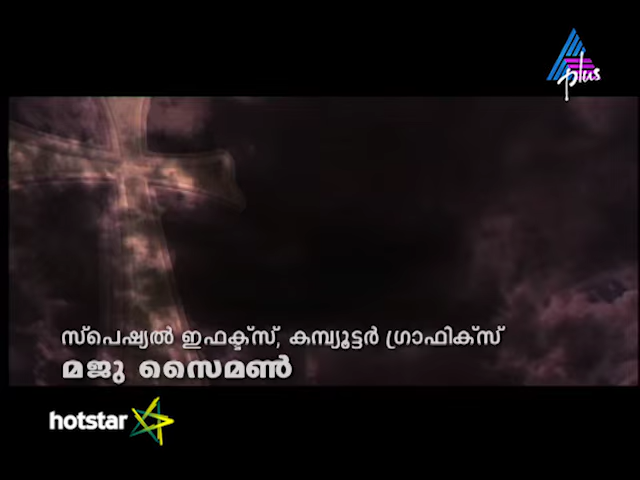 plus
സ്പെഷ്യൽ ഇഫക്ട്സ്, കമ്പ്യൂട്ടർ ഗ്രാഫിക്സ്
മജു സൈമൺ
hotstar